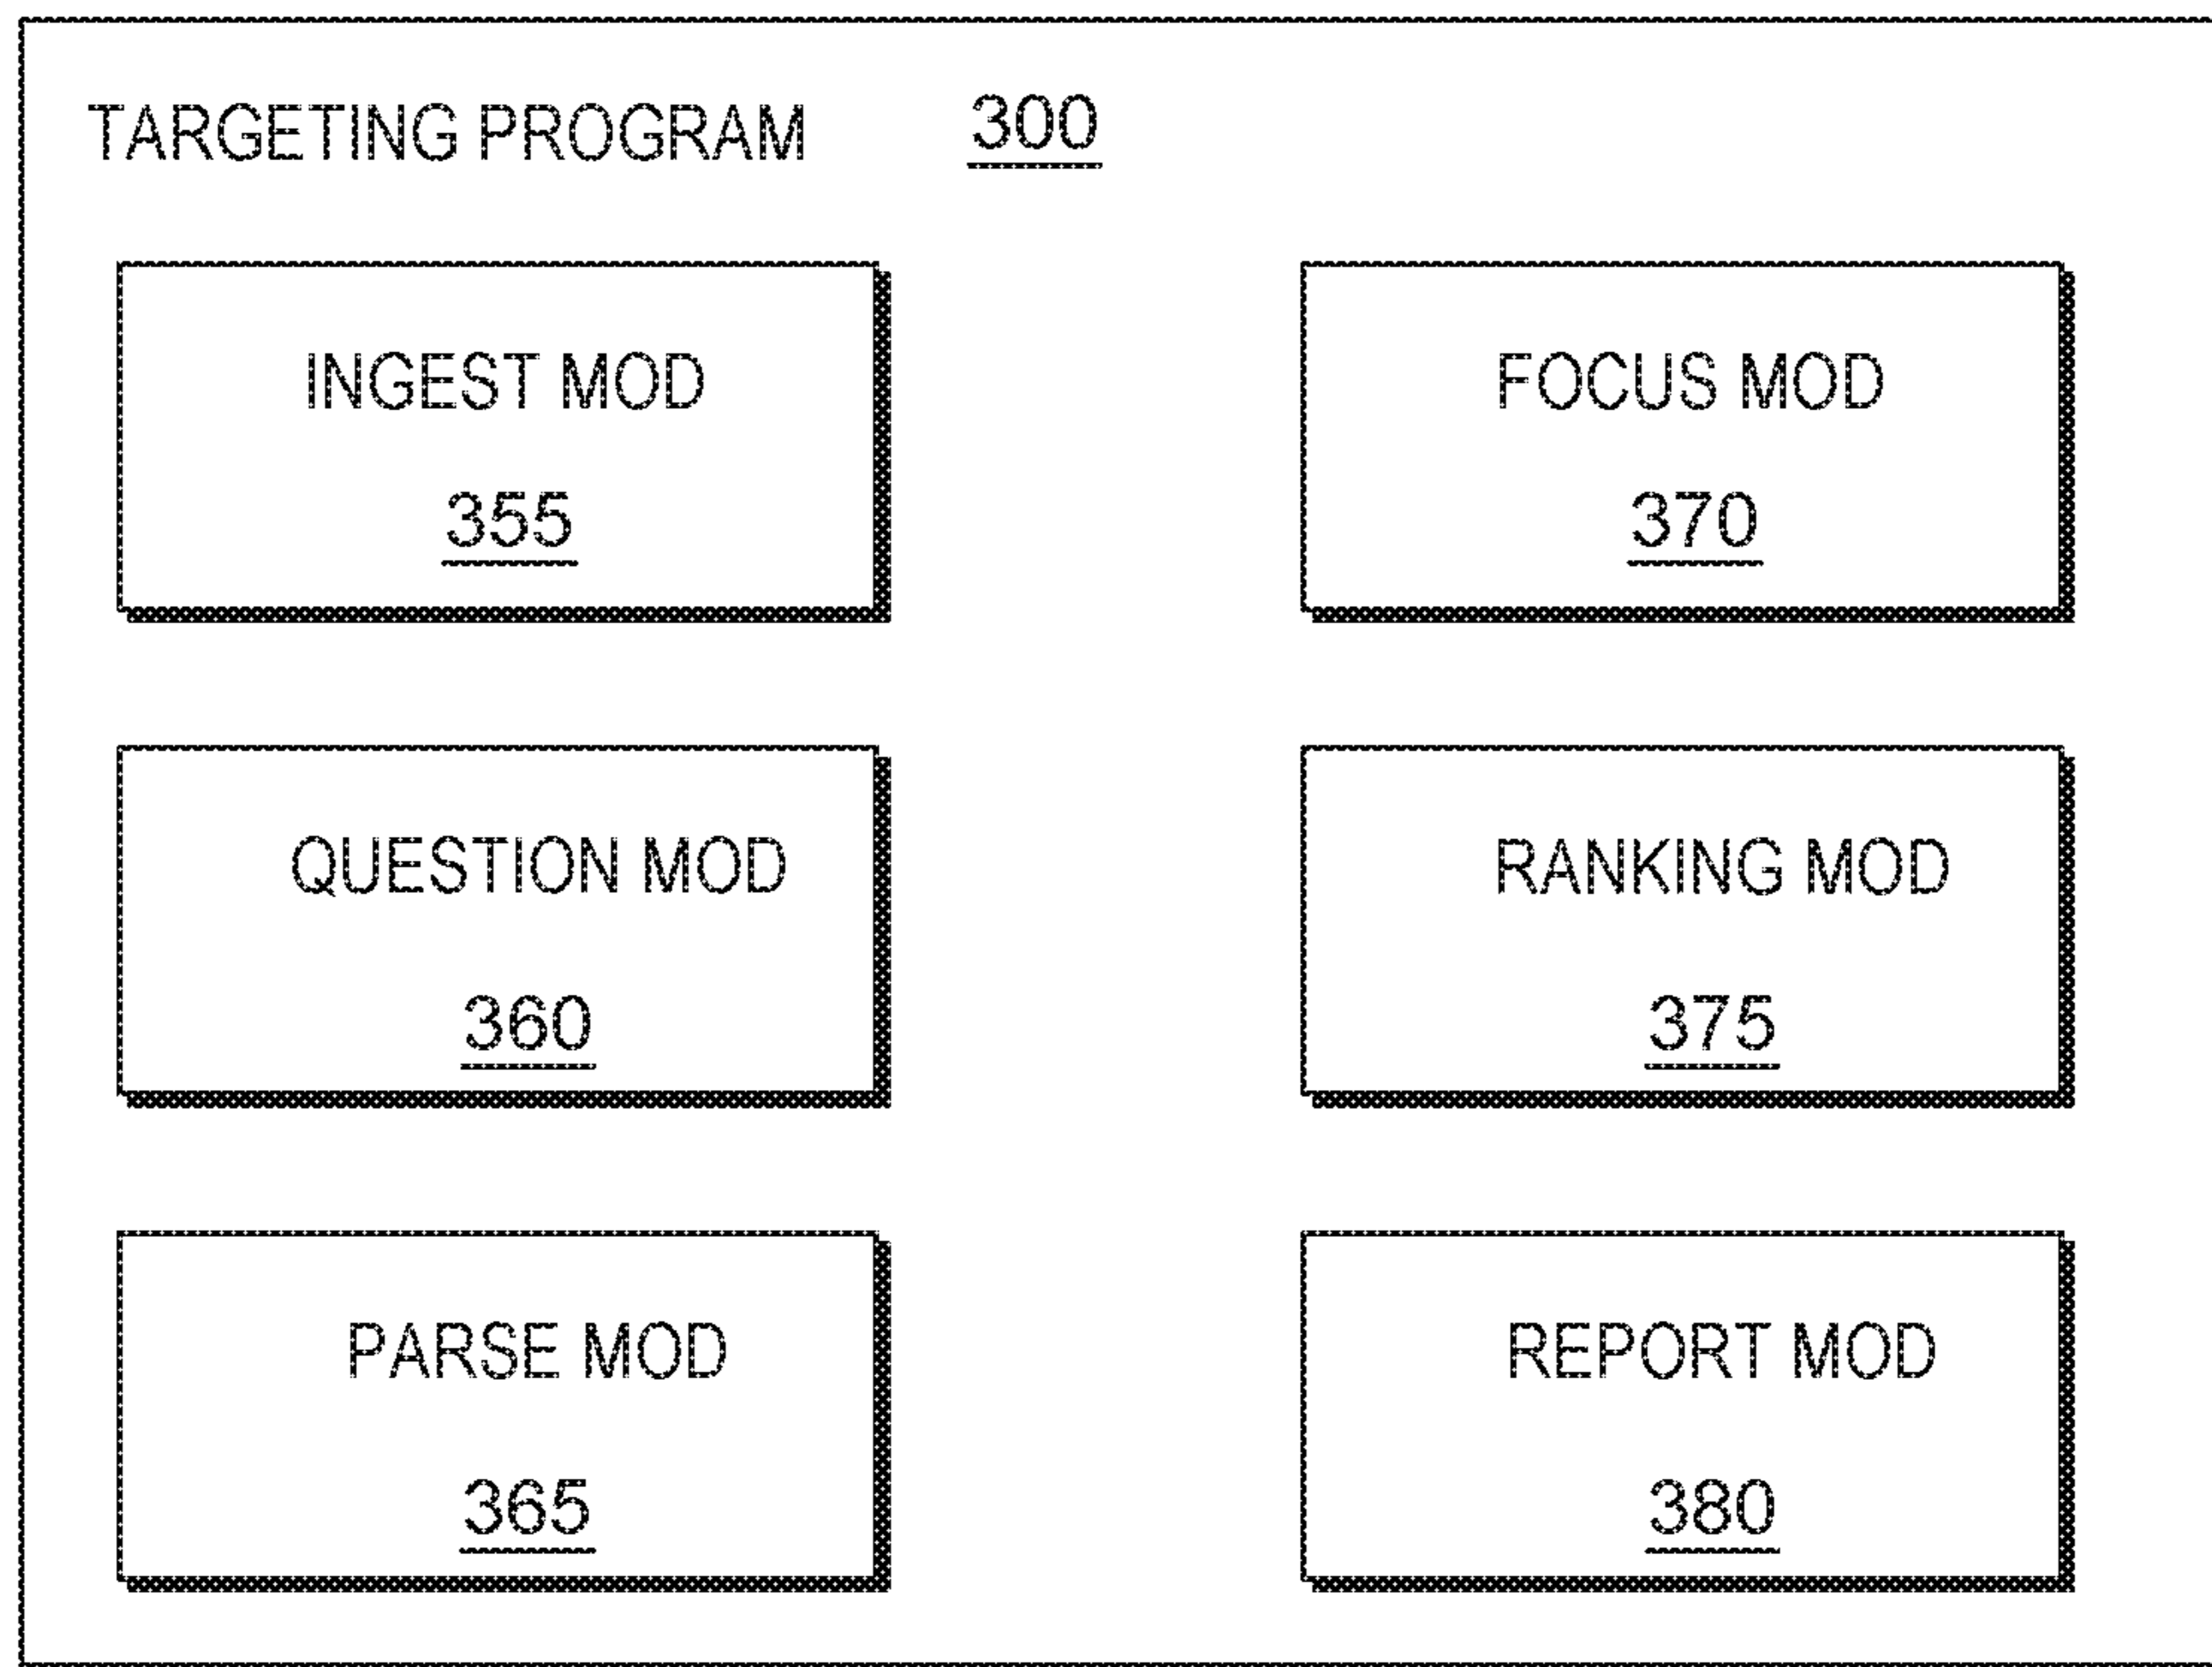 TARGETING PROGRAM 300
INGEST MOD
355
FOCUS MOD
370
QUESTION MOD
360
RANKING MOD
375
PARSE MOD
365
REPORT MOD
380